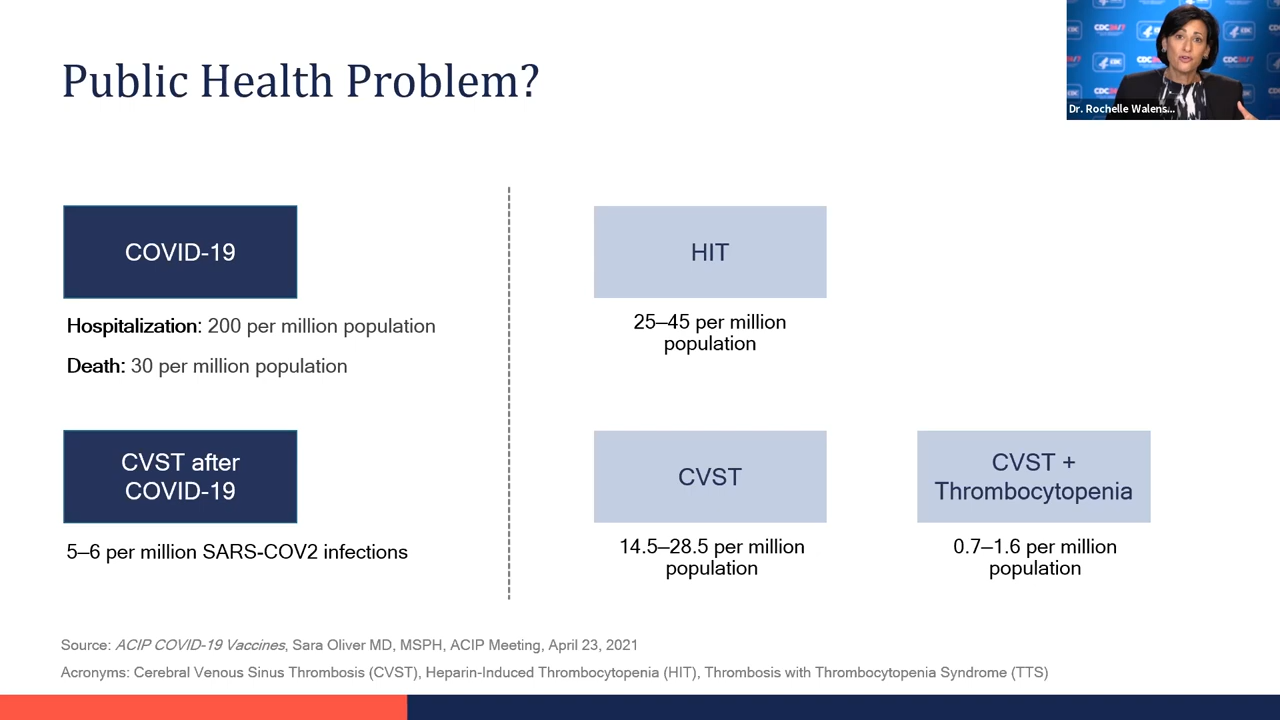 Public Health Problem?
Dr. Rochelle Walens...
COVID-19
Hospitalization: 200 per million population
Death: 30 per million population
CVST after
COVID-19
5–6 per million SARS-COV2 infections
HIT
25–45 per million
population
CVST
14.5–28.5 per million
population
CVST +
Thrombocytopenia
0.7–1.6 per million
population
Source: ACIP COVID-19 Vaccines, Sara Oliver MD, MSPH, ACIP Meeting, April 23, 2021
Acronyms: Cerebral Venous Sinus Thrombosis (CVST), Heparin-Induced Thrombocytopenia (HIT), Thrombosis with Thrombocytopenia Syndrome (TTS)